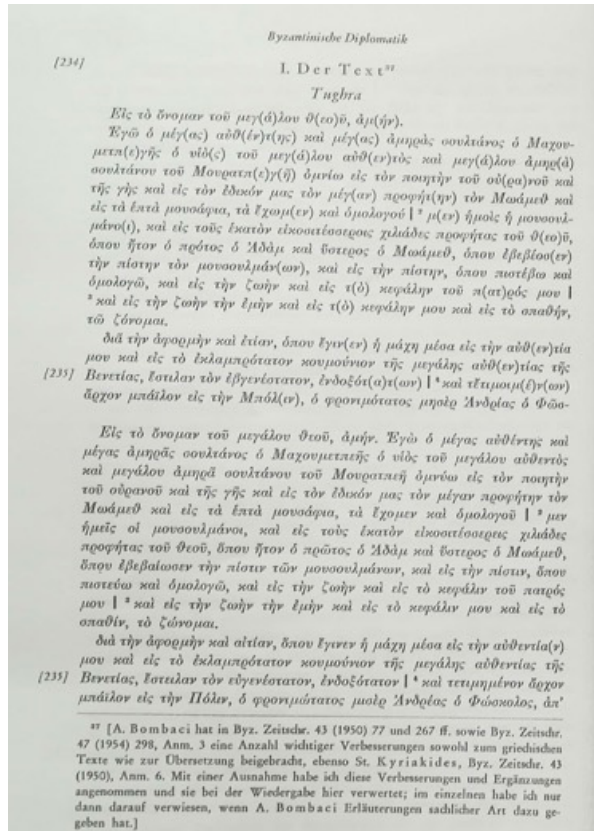 Byzantinische Diplomatik
[234]
I. Der Text³⁷
Tughra
Εἰς τὸ ὄνομαν τοῦ μεγ(ά)λου θ(εο)ῦ, ἀμ(ήν).
Ἐγὼ ὁ μέγ(ας) αὐθ(έν)τ(ης) καὶ μέγ(ας) ἀμηρὰς σουλτάνος ὁ Μαχου-
μετπ(ε)γῆς ὁ υἱὸ(ς) τοῦ μεγ(ά)λου αὐθ(εν)τὸς καὶ μεγ(ά)λου ἀμηρ(ᾶ)
σουλτάνου τοῦ Μουρατπ(ε)γ(ῆ) ὀμνίω εἰς τὸν ποιητὴν τοῦ οὐ(ρα)νοῦ καὶ
τῆς γῆς καὶ εἰς τὸν ἐδικόν μας τὸν μέγ(αν) προφήτ(ην) τὸν Μωάμεθ καὶ
εἰς τὰ ἑπτὰ μουσάφια, τὰ ἔχωμ(εν) καὶ ὁμολογού | ² μ(εν) ἡμοὶς ἡ μουσουλ-
μάνο(ι), καὶ εἰς τοὺς ἑκατὸν εἰκοσιτέσσερεις χιλιάδες προφήτας τοῦ θ(εο)ῦ,
ὅπου ἦτον ὁ πρότος ὁ Ἀδὰμ καὶ ὕστερος ὁ Μωάμεθ, ὅπου ἐβεβέοσ(εν)
τὴν πίστην τὸν μουσουλμάν(ων), καὶ εἰς τὴν πίστην, ὅπου πιστέβω καὶ
ὁμολογῶ, καὶ εἰς τὴν ζωὴν καὶ εἰς τ(ὸ) κεφάλην τοῦ π(ατ)ρός μου |
³ καὶ εἰς τὴν ζωὴν τὴν ἐμὴν καὶ εἰς τ(ὸ) κεφάλην μου καὶ εἰς τὸ σπαθήν,
τῶ ζόνομαι.
διὰ τὴν ἀφορμὴν καὶ ἐτίαν, ὅπου ἔγιν(εν) ἡ μάχη μέσα εἰς τὴν αὐθ(εν)τία
μου καὶ εἰς τὸ ἐκλαμπρότατον κουμούνιον τῆς μεγάλης αὐθ(εν)τίας τῆς
[235] Βενετίας, ἔστιλαν τὸν ἐβγενέστατον, ἐνδοξότ(α)τ(ων) | ⁴ καὶ τέτιμοιμ(έ)ν(ων)
ἄρχον μπάϊλον εἰς τὴν Μπόλ(ιν), ὁ φρονιμότατος μησὲρ Ἀνδρίας ὁ Φῶσ-
Εἰς τὸ ὄνομαν τοῦ μεγάλου θεοῦ, ἀμήν. Ἐγὼ ὁ μέγας αὐθέντης καὶ
μέγας ἀμηρᾶς σουλτάνος ὁ Μαχουμετπεῆς ὁ υἱὸς τοῦ μεγάλου αὐθεντὸς
καὶ μεγάλου ἀμηρᾶ σουλτάνου τοῦ Μουρατπεῆ ὀμνύω εἰς τὸν ποιητὴν
τοῦ οὐρανοῦ καὶ τῆς γῆς καὶ εἰς τὸν ἐδικόν μας τὸν μέγαν προφήτην τὸν
Μωάμεθ καὶ εἰς τὰ ἑπτὰ μουσάφια, τὰ ἔχομεν καὶ ὁμολογοῦ | ² μεν
ἡμεῖς οἱ μουσουλμάνοι, καὶ εἰς τοὺς ἑκατὸν εἰκοσιτέσσερεις χιλιάδες
προφήτας τοῦ θεοῦ, ὅπου ἦτον ὁ πρῶτος ὁ Ἀδὰμ καὶ ὕστερος ὁ Μωάμεθ,
ὅπου ἐβεβαίωσεν τὴν πίστιν τῶν μουσουλμάνων, καὶ εἰς τὴν πίστιν, ὅπου
πιστεύω καὶ ὁμολογῶ, καὶ εἰς τὴν ζωὴν καὶ εἰς τὸ κεφάλιν τοῦ πατρός
μου | ³ καὶ εἰς τὴν ζωὴν τὴν ἐμὴν καὶ εἰς τὸ κεφάλιν μου καὶ εἰς τὸ
σπαθίν, τὸ ζώνομαι.
διὰ τὴν ἀφορμὴν καὶ αἰτίαν, ὅπου ἔγινεν ἡ μάχη μέσα εἰς τὴν αὐθεντία(ν)
μου καὶ εἰς τὸ ἐκλαμπρότατον κουμούνιον τῆς μεγάλης αὐθεντίας τῆς
[235] Βενετίας, ἔστειλαν τὸν εὐγενέστατον, ἐνδοξότατον | ⁴ καὶ τετιμημένον ἄρχον
μπάϊλον εἰς τὴν Πόλιν, ὁ φρονιμώτατος μισὲρ Ἀνδρέας ὁ Φώσκολος, ἀπ’
³⁷ [A. Bombaci hat in Byz. Zeitschr. 43 (1950) 77 und 267 ff. sowie Byz. Zeitschr.
47 (1954) 298, Anm. 3 eine Anzahl wichtiger Verbesserungen sowohl zum griechischen
Texte wie zur Übersetzung beigebracht, ebenso St. Kyriakides, Byz. Zeitschr. 43
(1950), Anm. 6. Mit einer Ausnahme habe ich diese Verbesserungen und Ergänzungen
angenommen und sie bei der Wiedergabe hier verwertet; im einzelnen habe ich nur
dann darauf verwiesen, wenn A. Bombaci Erläuterungen sachlicher Art dazu ge-
geben hat.]